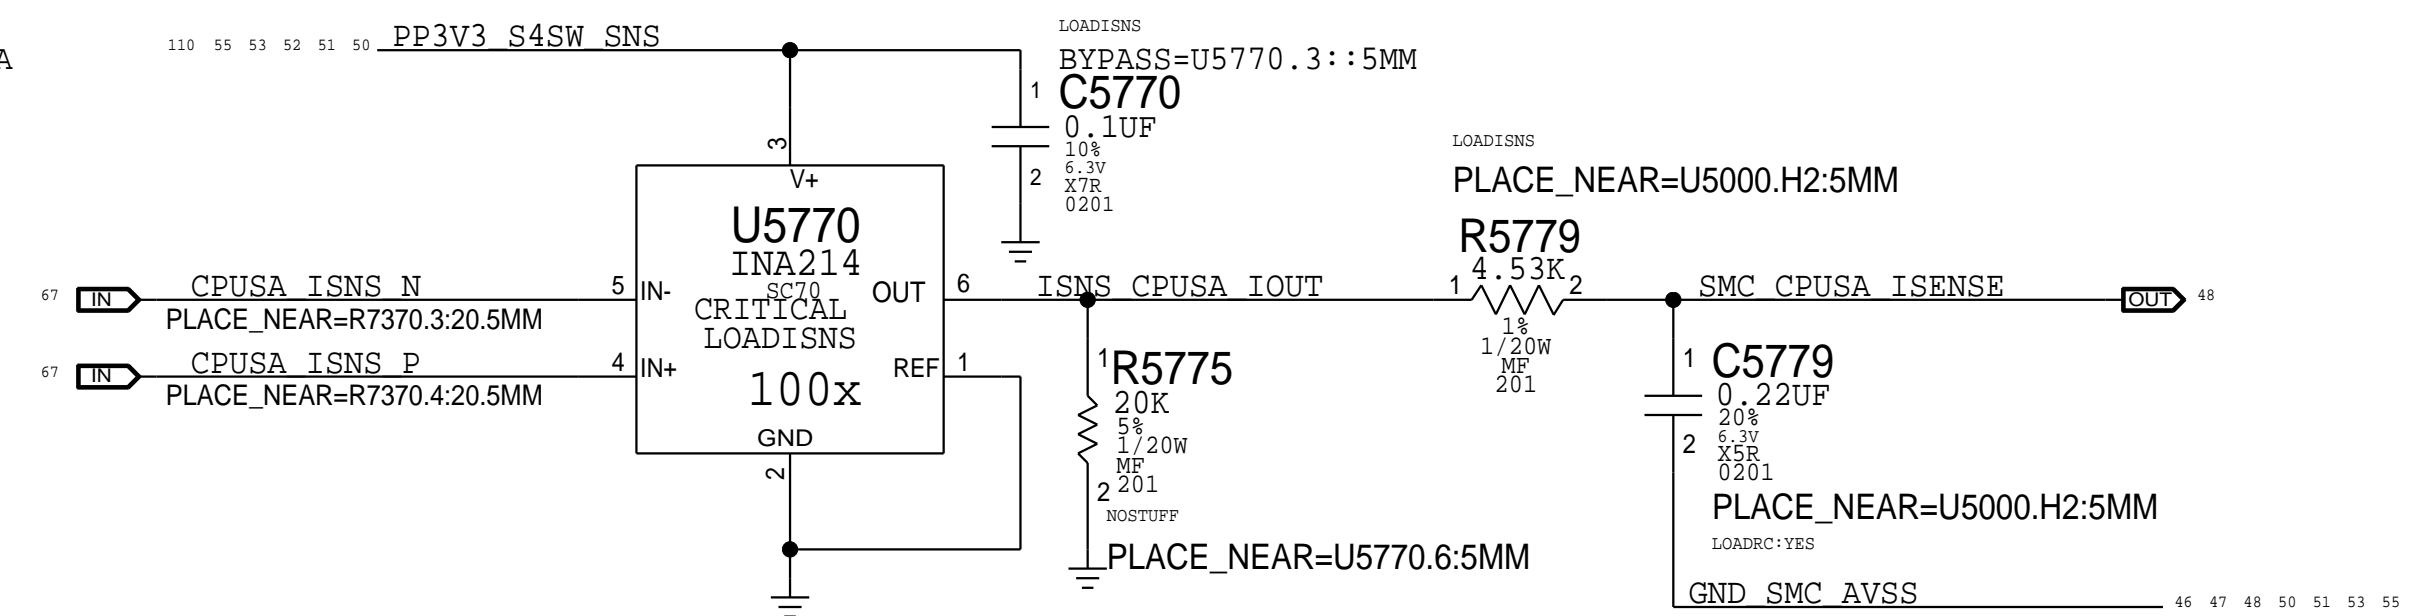 A
110 55 53 52 51 50 PP3V3_S4SW_SNS
LOADISNS
BYPASS=U5770.3::5MM
1 C5770
0.1UF
10%
6.3V
2 X7R
0201
3
V+
U5770
INA214
SC70
CRITICAL
LOADISNS
100x
GND
2
67 IN CPUSA_ISNS_N 5 IN-
PLACE_NEAR=R7370.3:20.5MM
67 IN CPUSA_ISNS_P 4 IN+
PLACE_NEAR=R7370.4:20.5MM
OUT 6 ISNS_CPUSA_IOUT
REF 1
1 R5775
20K
5%
1/20W
MF
2 201
NOSTUFF
PLACE_NEAR=U5770.6:5MM
LOADISNS
PLACE_NEAR=U5000.H2:5MM
R5779
1 4.53K 2
1%
1/20W
MF
201
SMC_CPUSA_ISENSE OUT 48
1 C5779
0.22UF
20%
6.3V
2 X5R
0201
PLACE_NEAR=U5000.H2:5MM
LOADRC:YES
GND_SMC_AVSS 46 47 48 50 51 53 55